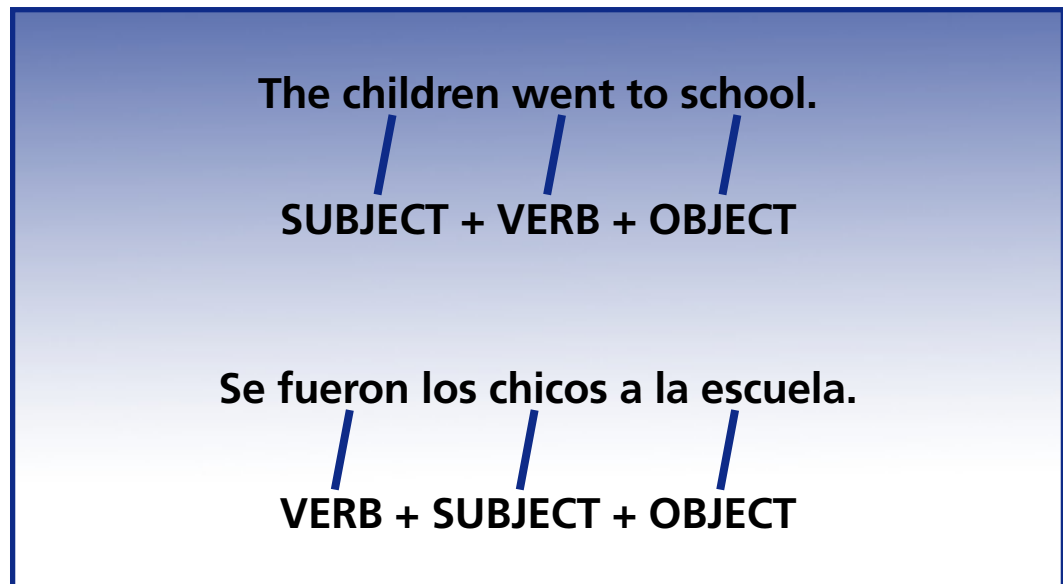 The children went to school.
SUBJECT + VERB + OBJECT
Se fueron los chicos a la escuela.
VERB + SUBJECT + OBJECT